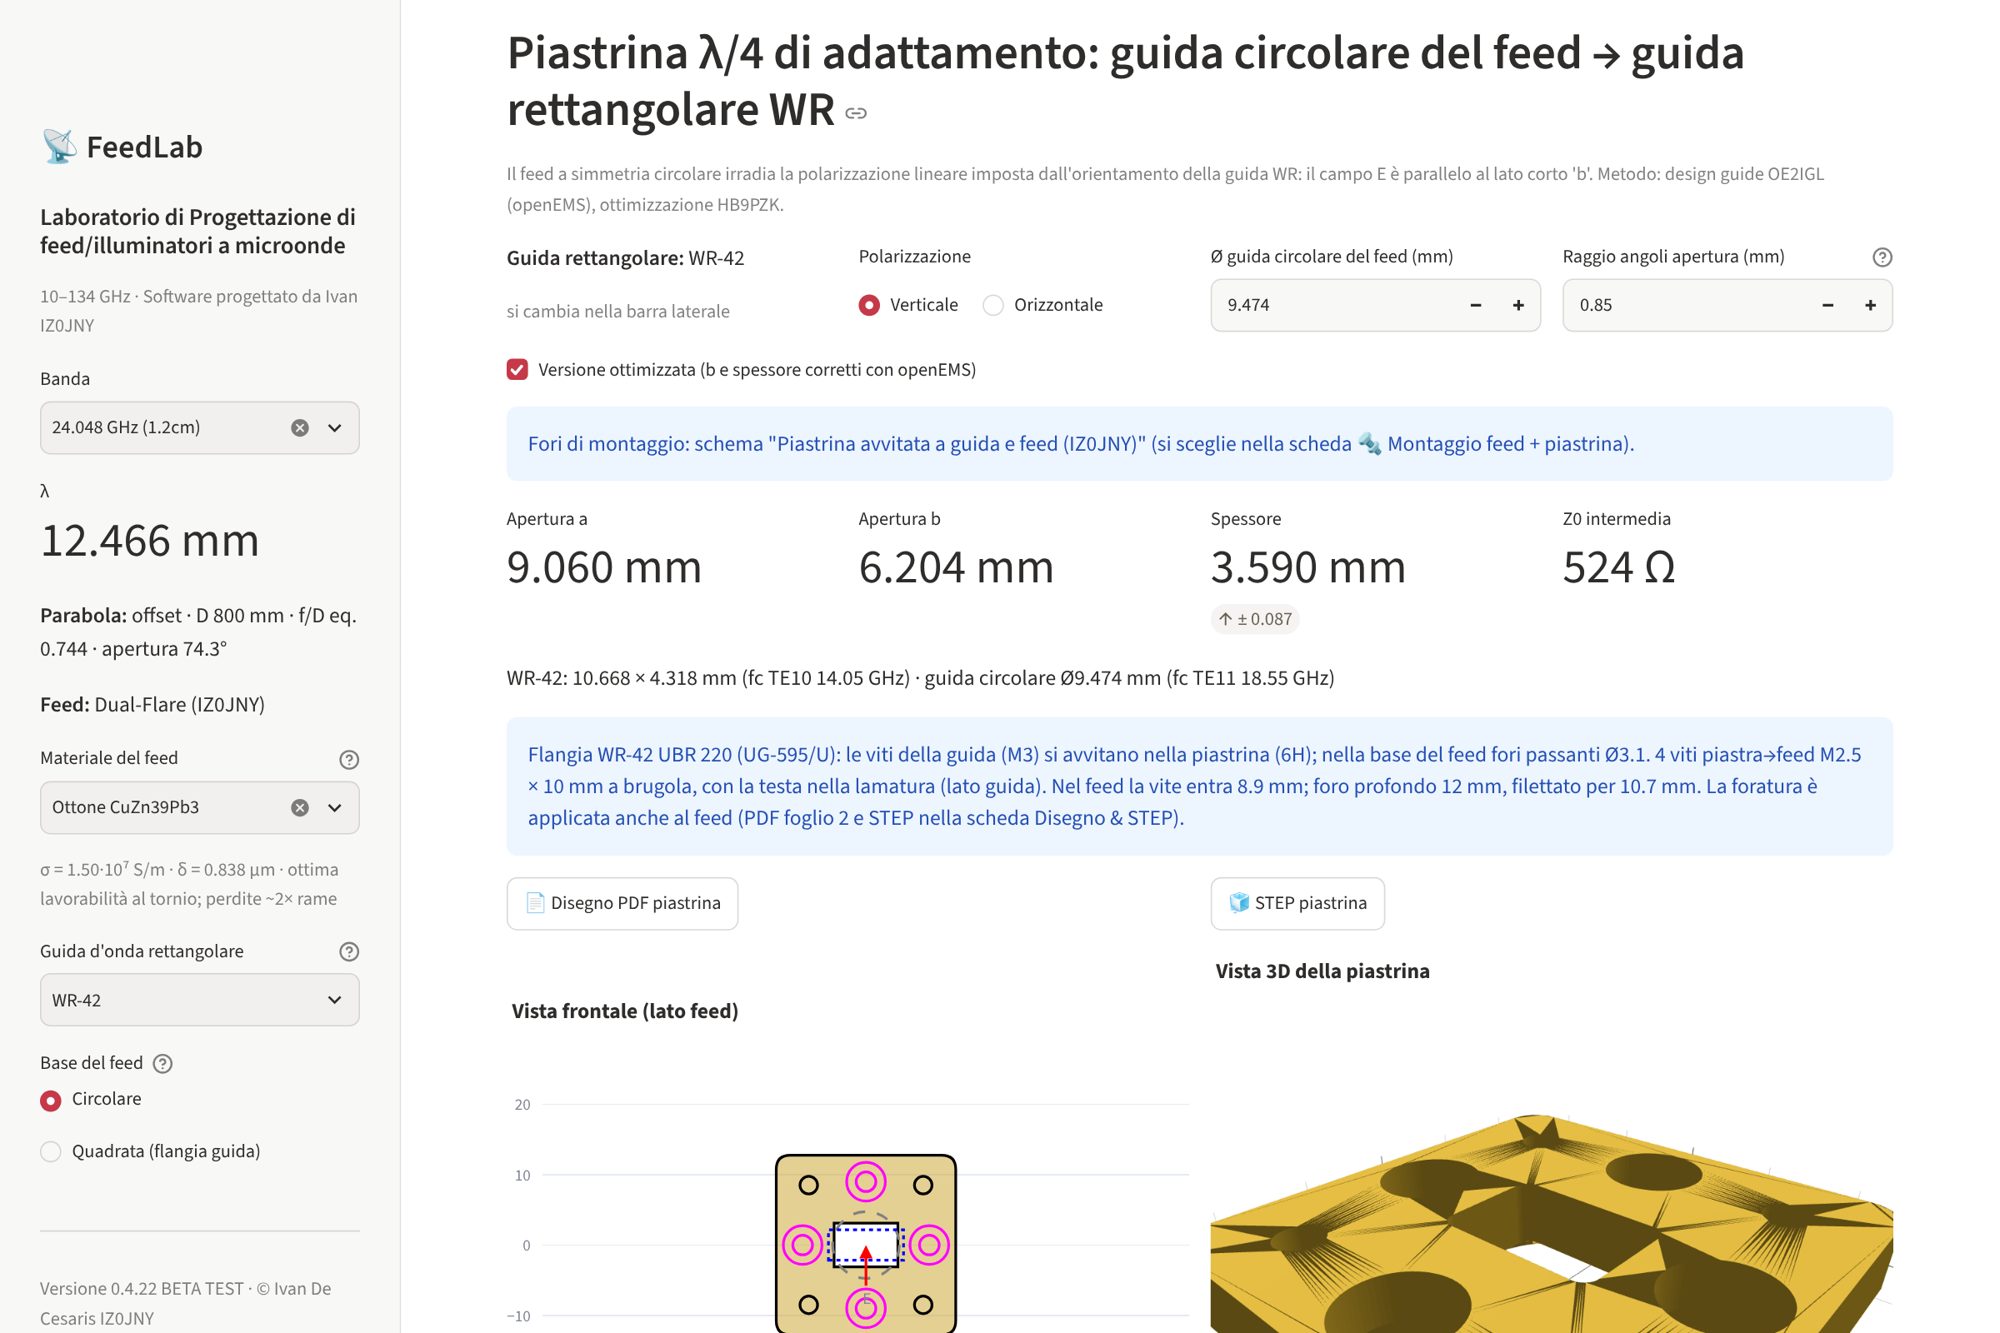 FeedLab
Laboratorio di Progettazione di
feed/illuminatori a microonde
10–134 GHz · Software progettato da Ivan
IZ0JNY
Banda
24.048 GHz (1.2cm)
λ
12.466 mm
Parabola: offset · D 800 mm · f/D eq.
0.744 · apertura 74.3°
Feed: Dual-Flare (IZ0JNY)
Materiale del feed
Ottone CuZn39Pb3
σ = 1.50·10⁷ S/m · δ = 0.838 µm · ottima
lavorabilità al tornio; perdite ~2× rame
Guida d'onda rettangolare
WR-42
Base del feed
Circolare
Quadrata (flangia guida)
Versione 0.4.22 BETA TEST · © Ivan De
Cesaris IZ0JNY
Piastrina λ/4 di adattamento: guida circolare del feed → guida
rettangolare WR
Il feed a simmetria circolare irradia la polarizzazione lineare imposta dall'orientamento della guida WR: il campo E è parallelo al lato corto 'b'. Metodo: design guide OE2IGL
(openEMS), ottimizzazione HB9PZK.
Guida rettangolare: WR-42
si cambia nella barra laterale
Polarizzazione
Verticale
Orizzontale
Ø guida circolare del feed (mm)
9.474
Raggio angoli apertura (mm)
0.85
Versione ottimizzata (b e spessore corretti con openEMS)
Fori di montaggio: schema "Piastrina avvitata a guida e feed (IZ0JNY)" (si sceglie nella scheda 🔩 Montaggio feed + piastrina).
Apertura a
9.060 mm
Apertura b
6.204 mm
Spessore
3.590 mm
↑ ± 0.087
Z0 intermedia
524 Ω
WR-42: 10.668 × 4.318 mm (fc TE10 14.05 GHz) · guida circolare Ø9.474 mm (fc TE11 18.55 GHz)
Flangia WR-42 UBR 220 (UG-595/U): le viti della guida (M3) si avvitano nella piastrina (6H); nella base del feed fori passanti Ø3.1. 4 viti piastra→feed M2.5
× 10 mm a brugola, con la testa nella lamatura (lato guida). Nel feed la vite entra 8.9 mm; foro profondo 12 mm, filettato per 10.7 mm. La foratura è
applicata anche al feed (PDF foglio 2 e STEP nella scheda Disegno & STEP).
Disegno PDF piastrina
STEP piastrina
Vista frontale (lato feed)
Vista 3D della piastrina
20
10
0
−10
E